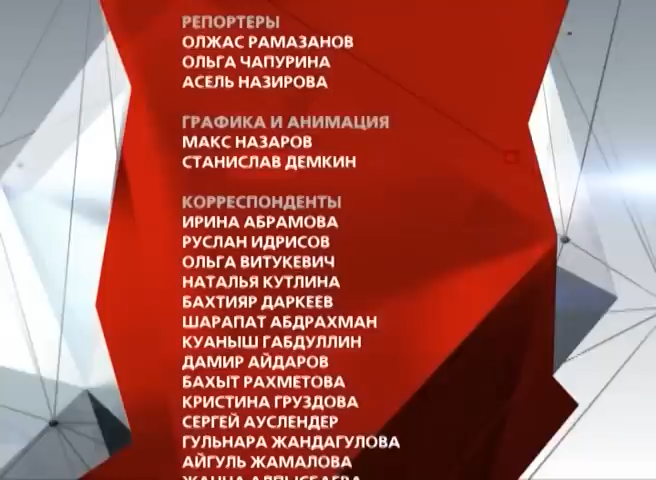 РЕПОРТЕРЫ
ОЛЖАС РАМАЗАНОВ
ОЛЬГА ЧАПУРИНА
АСЕЛЬ НАЗИРОВА
ГРАФИКА И АНИМАЦИЯ
МАКС НАЗАРОВ
СТАНИСЛАВ ДЕМКИН
КОРРЕСПОНДЕНТЫ
ИРИНА АБРАМОВА
РУСЛАН ИДРИСОВ
ОЛЬГА ВИТУКЕВИЧ
НАТАЛЬЯ КУТЛИНА
БАХТИЯР ДАРКЕЕВ
ШАРАПАТ АБДРАХМАН
КУАНЫШ ГАБДУЛЛИН
ДАМИР АЙДАРОВ
БАХЫТ РАХМЕТОВА
КРИСТИНА ГРУЗДОВА
СЕРГЕЙ АУСЛЕНДЕР
ГУЛЬНАРА ЖАНДАГУЛОВА
АЙГУЛЬ ЖАМАЛОВА